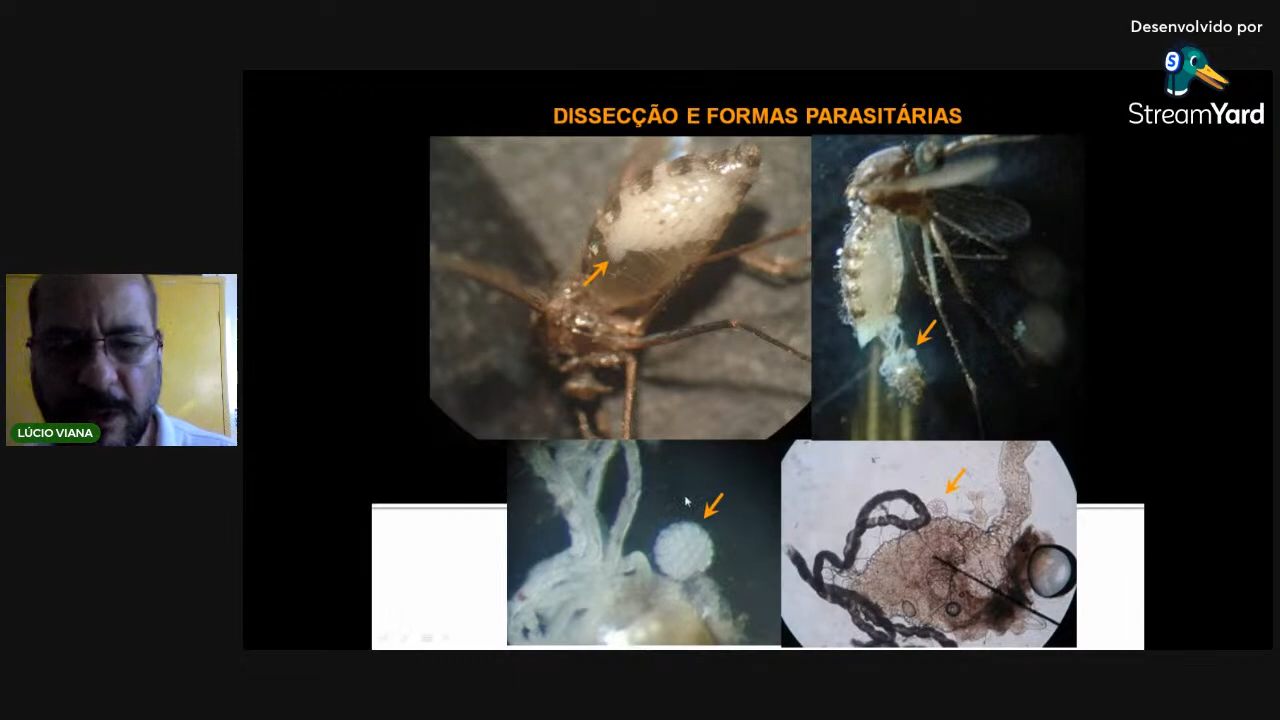 Desenvolvido por
StreamYard
DISSECÇÃO E FORMAS PARASITÁRIAS
LÚCIO VIANA